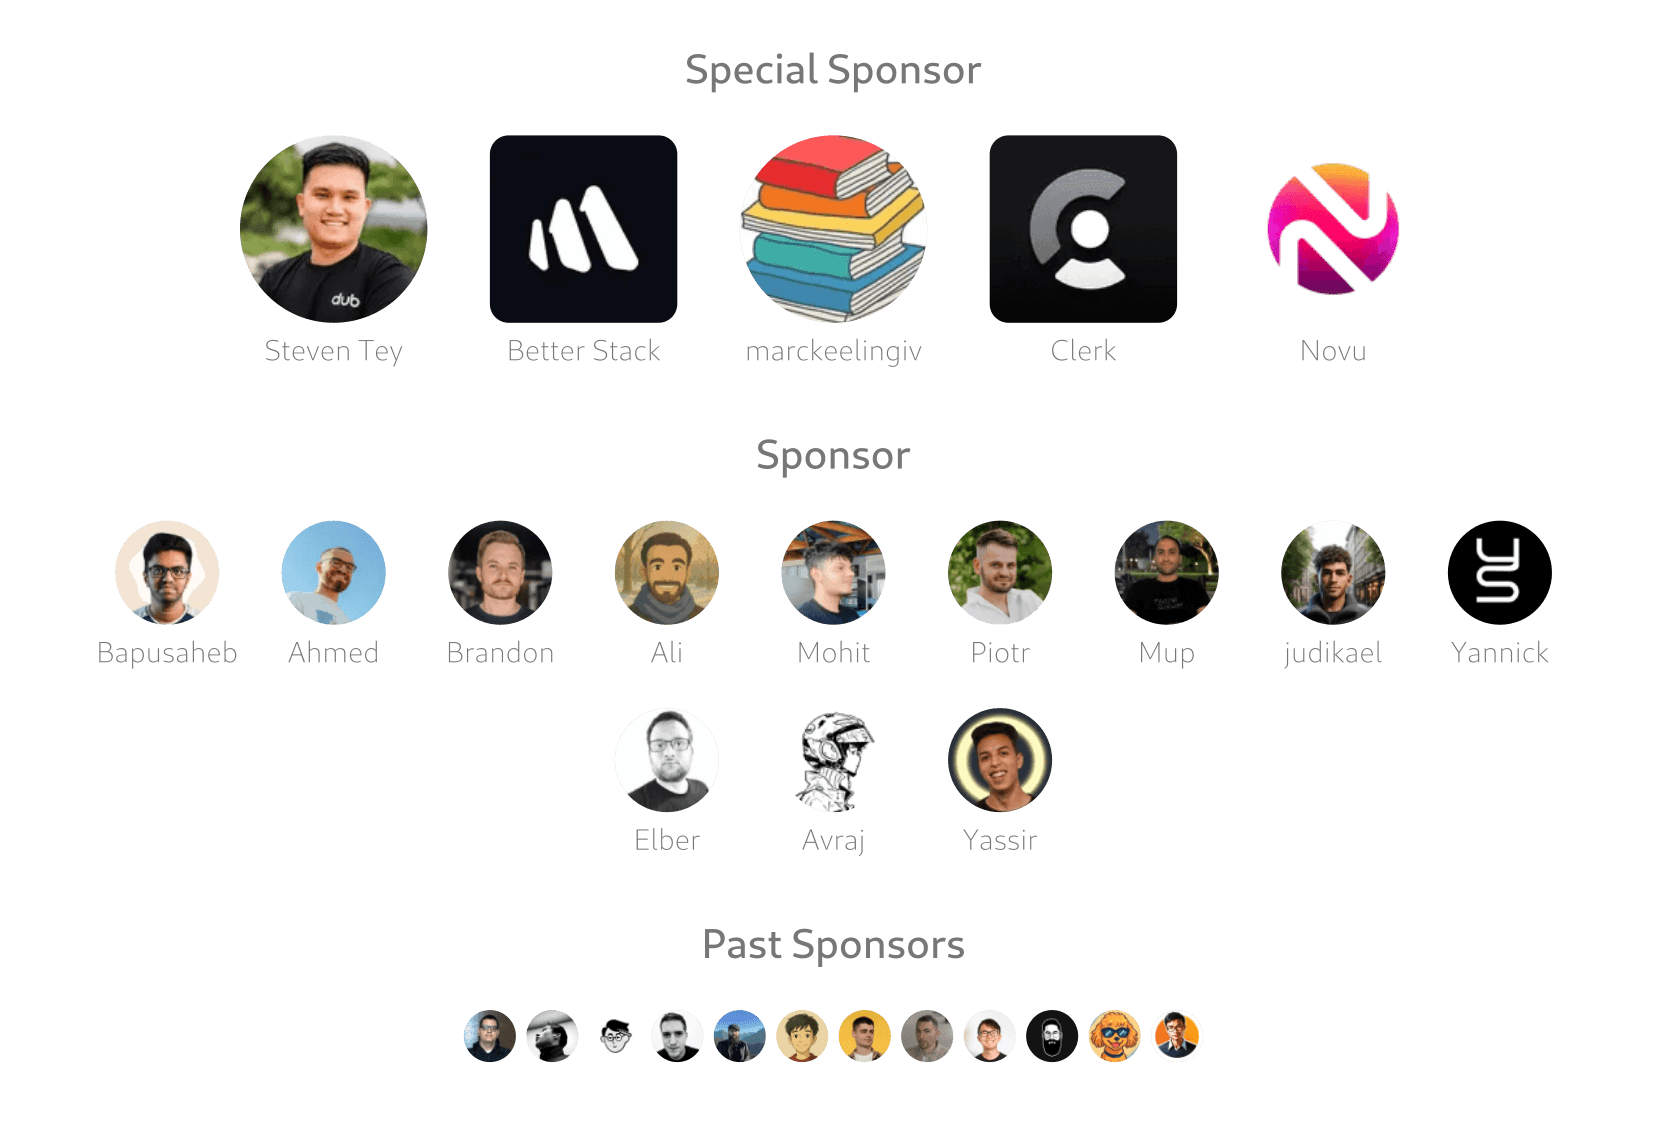 Special Sponsor
dub
Steven Tey Better Stack marckeelingiv Clerk Novu
Sponsor
Bapusaheb Ahmed Brandon Ali Mohit Piotr Mup judikael Yannick
Elber Avraj Yassir
Past Sponsors